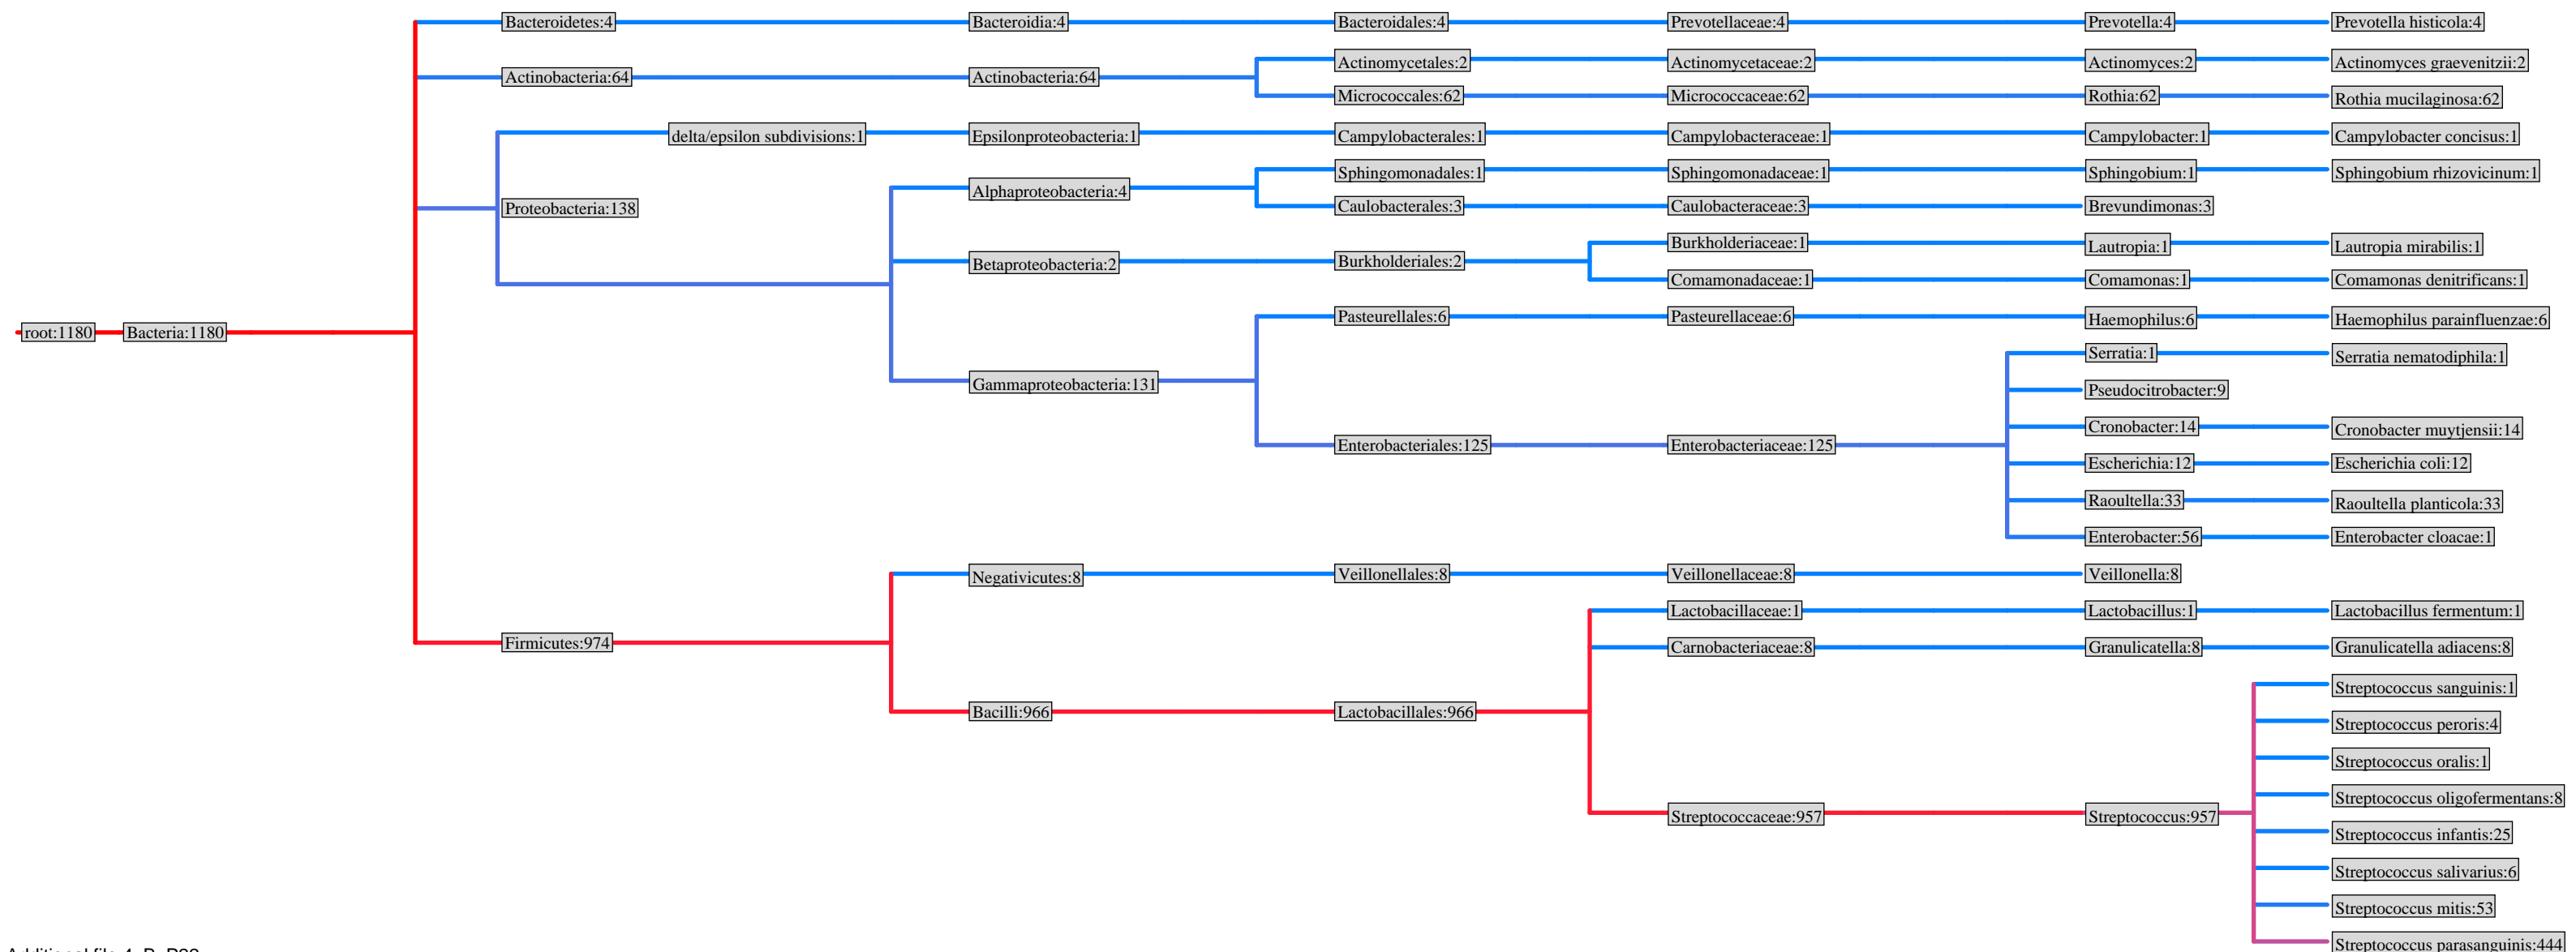 Bacteroidetes:4 Bacteroidia:4 Bacteroidales:4 Prevotellaceae:4 Prevotella:4 Prevotella histicola:4
Actinomycetales:2 Actinomycetaceae:2 Actinomyces:2 Actinomyces graevenitzii:2
Actinobacteria:64 Actinobacteria:64
Micrococcales:62 Micrococcaceae:62 Rothia:62 Rothia mucilaginosa:62
delta/epsilon subdivisions:1 Epsilonproteobacteria:1 Campylobacterales:1 Campylobacteraceae:1 Campylobacter:1 Campylobacter concisus:1
Sphingomonadales:1 Sphingomonadaceae:1 Sphingobium:1 Sphingobium rhizovicinum:1
Alphaproteobacteria:4
Proteobacteria:138 Caulobacterales:3 Caulobacteraceae:3 Brevundimonas:3
Burkholderiaceae:1 Lautropia:1 Lautropia mirabilis:1
Betaproteobacteria:2 Burkholderiales:2
Comamonadaceae:1 Comamonas:1 Comamonas denitrificans:1
Pasteurellales:6 Pasteurellaceae:6 Haemophilus:6 Haemophilus parainfluenzae:6
root:1180 Bacteria:1180
Serratia:1 Serratia nematodiphila:1
Gammaproteobacteria:131 Pseudocitrobacter:9
Cronobacter:14 Cronobacter muytjensii:14
Enterobacteriales:125 Enterobacteriaceae:125
Escherichia:12 Escherichia coli:12
Raoultella:33 Raoultella planticola:33
Enterobacter:56 Enterobacter cloacae:1
Negativicutes:8 Veillonellales:8 Veillonellaceae:8 Veillonella:8
Lactobacillaceae:1 Lactobacillus:1 Lactobacillus fermentum:1
Firmicutes:974 Carnobacteriaceae:8 Granulicatella:8 Granulicatella adiacens:8
Streptococcus sanguinis:1
Bacilli:966 Lactobacillales:966 Streptococcus peroris:4
Streptococcus oralis:1
Streptococcus oligofermentans:8
Streptococcaceae:957 Streptococcus:957
Streptococcus infantis:25
Streptococcus salivarius:6
Streptococcus mitis:53
Streptococcus parasanguinis:444